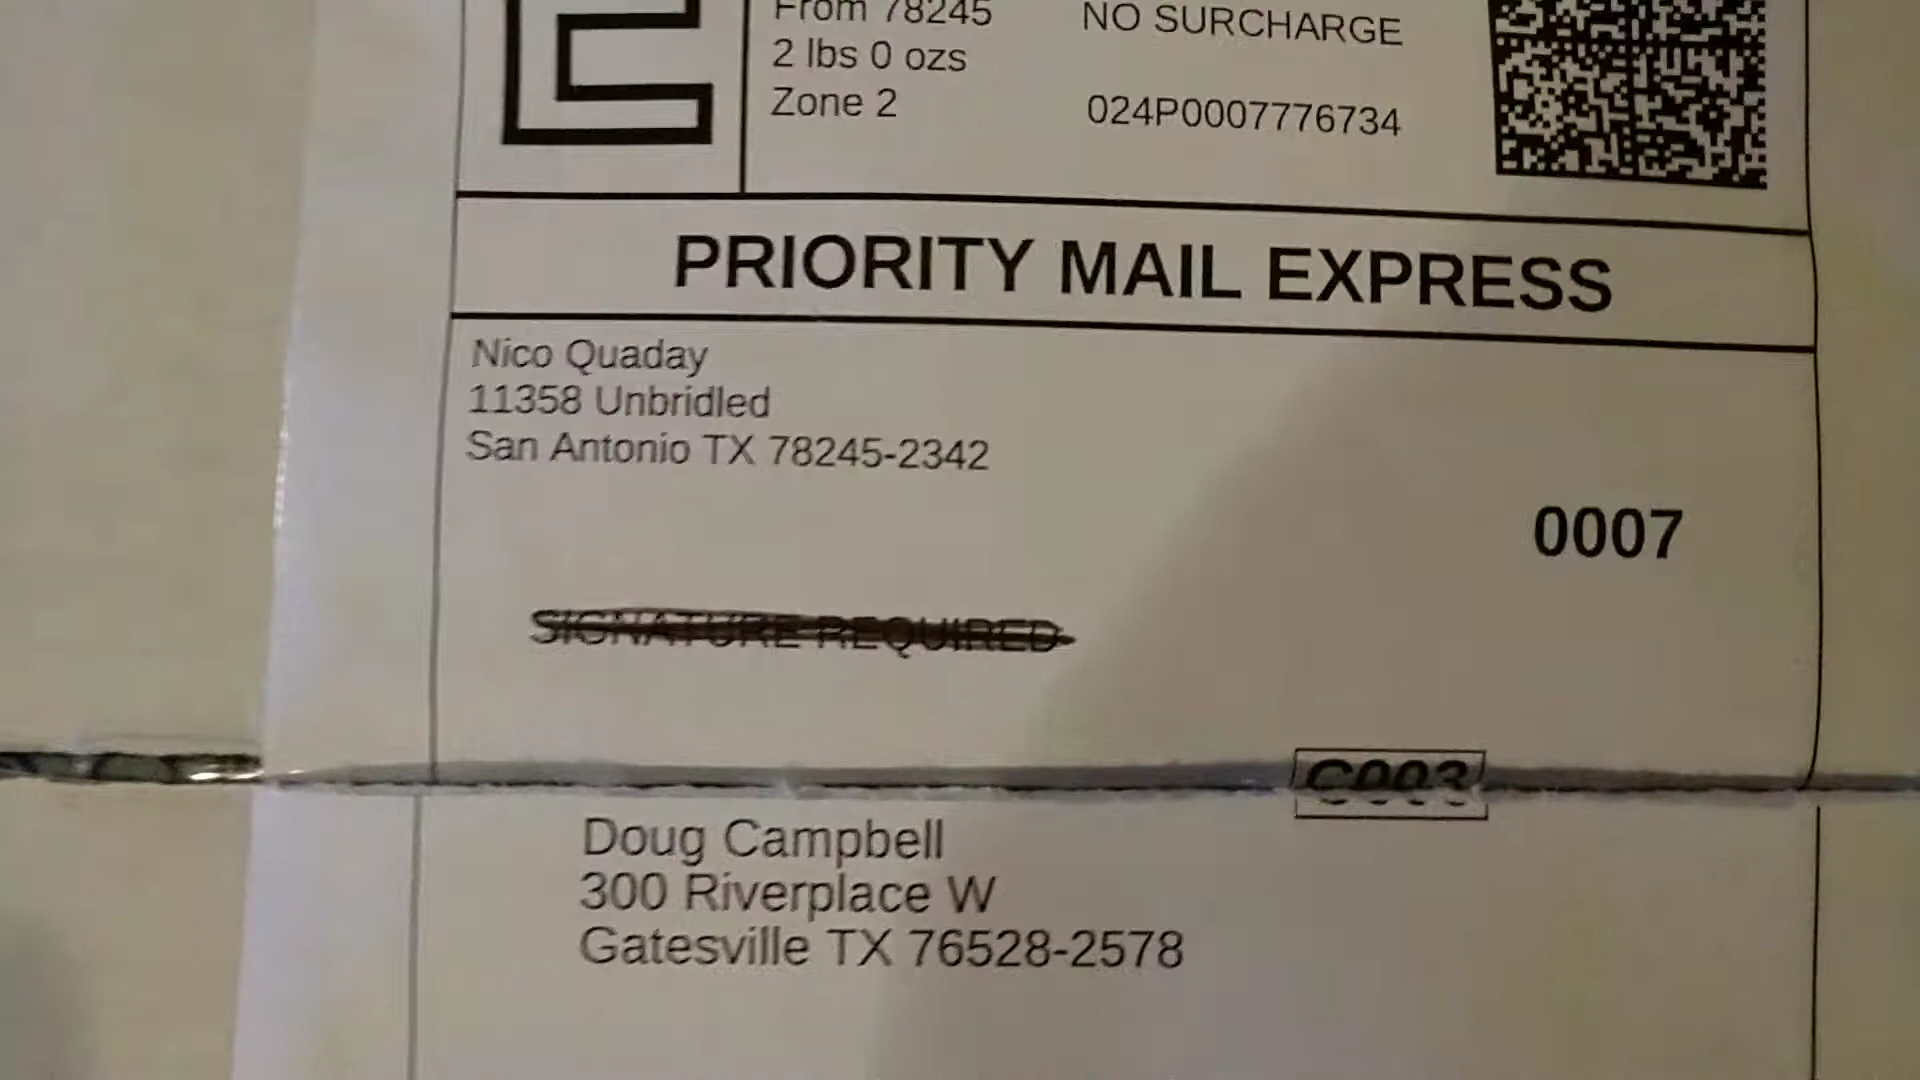 E
From 78245
NO SURCHARGE
2 lbs 0 ozs
Zone 2
024P0007776734
PRIORITY MAIL EXPRESS
Nico Quaday
11358 Unbridled
San Antonio TX 78245-2342
0007
SIGNATURE REQUIRED
C003
Doug Campbell
300 Riverplace W
Gatesville TX 76528-2578